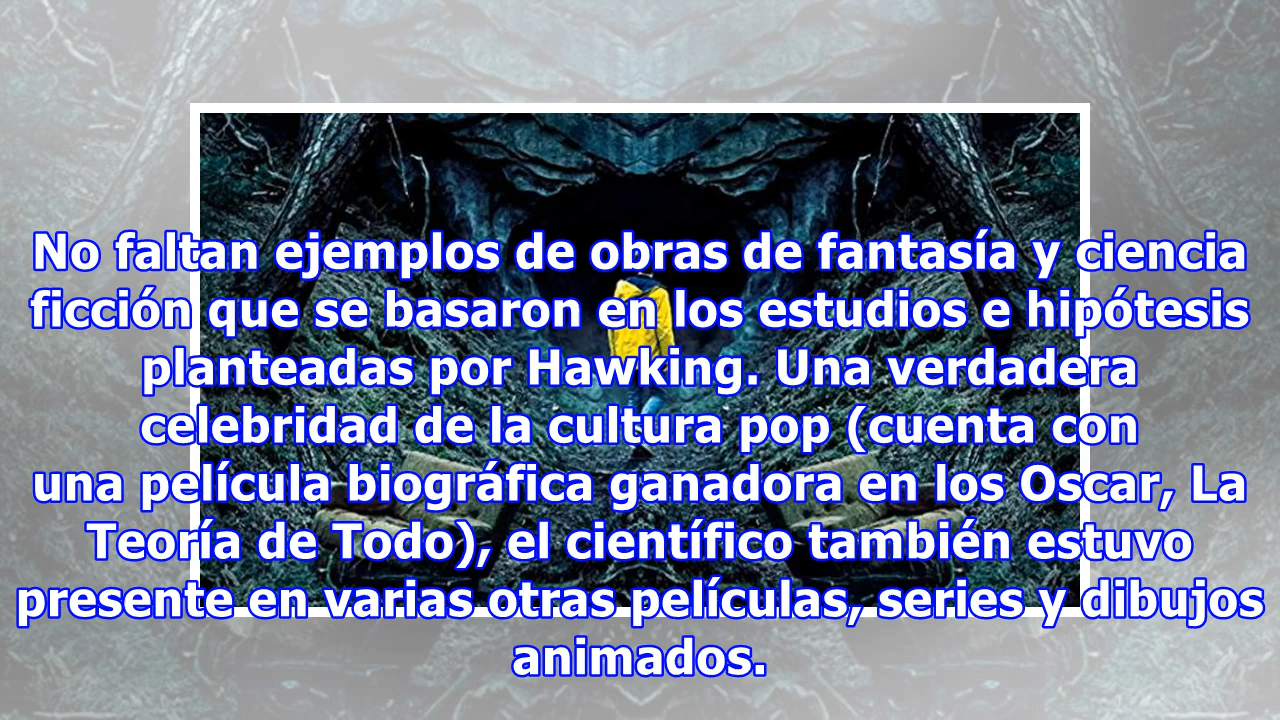 No faltan ejemplos de obras de fantasía y ciencia
ficción que se basaron en los estudios e hipótesis
planteadas por Hawking. Una verdadera
celebridad de la cultura pop (cuenta con
una película biográfica ganadora en los Oscar, La
Teoría de Todo), el científico también estuvo
presente en varias otras películas, series y dibujos
animados.